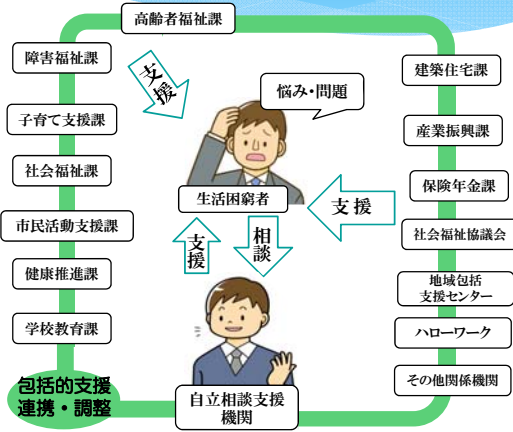 高齢者福祉課
障害福祉課
子育て支援課
社会福祉課
市民活動支援課
健康推進課
学校教育課
包括的支援
連携・調整
支援
悩み・問題
生活困窮者
支援
支援
相談
自立相談支援
機関
建築住宅課
産業振興課
保険年金課
社会福祉協議会
地域包括
支援センター
ハローワーク
その他関係機関